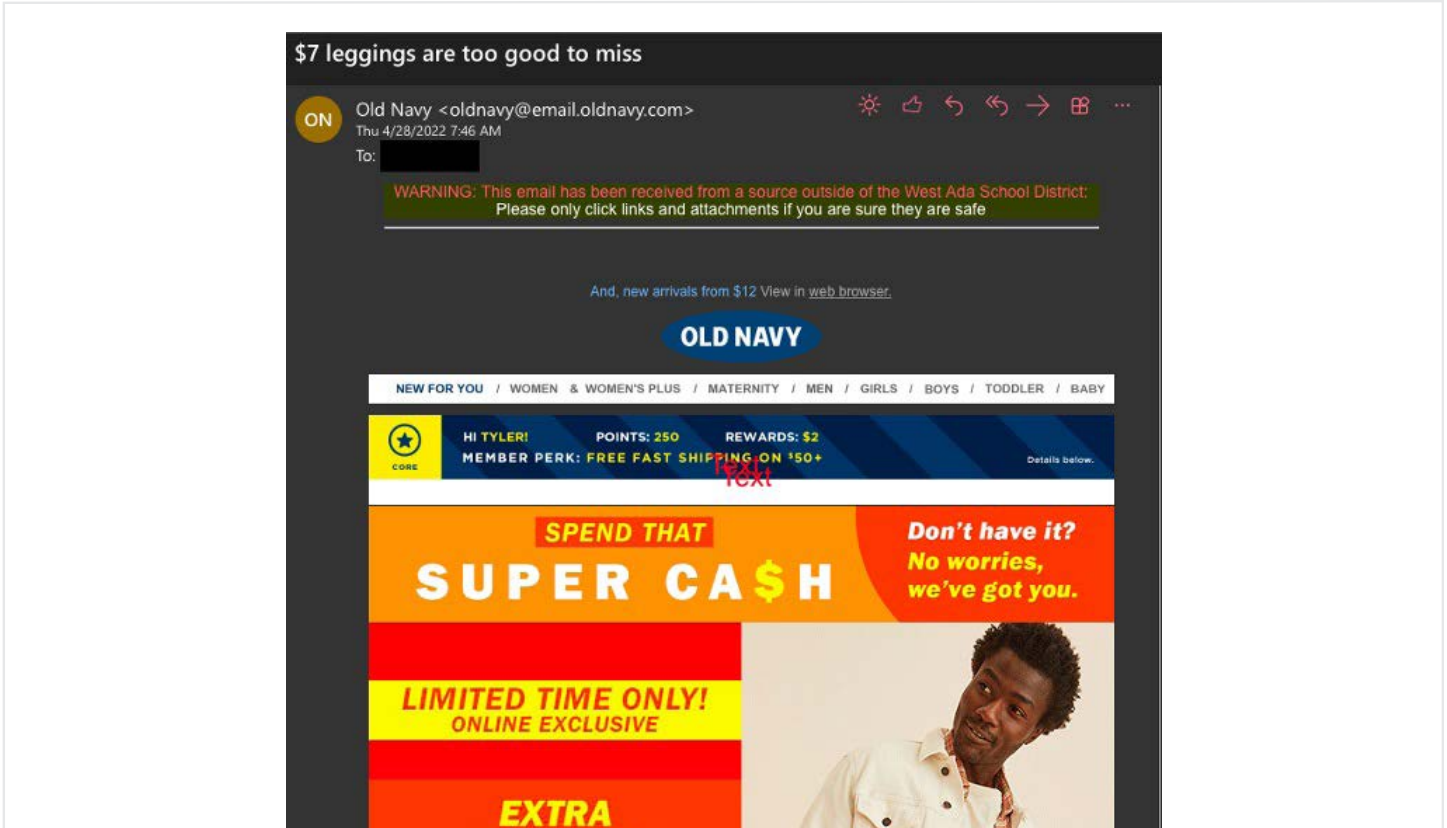 $7 leggings are too good to miss
ON
Old Navy <oldnavy@email.oldnavy.com>
Thu 4/28/2022 7:46 AM
To:
WARNING: This email has been received from a source outside of the West Ada School District:
Please only click links and attachments if you are sure they are safe
And, new arrivals from $12 View in web browser.
OLD NAVY
NEW FOR YOU / WOMEN & WOMEN'S PLUS / MATERNITY / MEN / GIRLS / BOYS / TODDLER / BABY
CORE
HI TYLER! POINTS: 250 REWARDS: $2
MEMBER PERK: FREE FAST SHIPPING ON $50+
Details below.
Text
Text
SPEND THAT
SUPER CA$H
Don't have it?
No worries,
we've got you.
LIMITED TIME ONLY!
ONLINE EXCLUSIVE
EXTRA